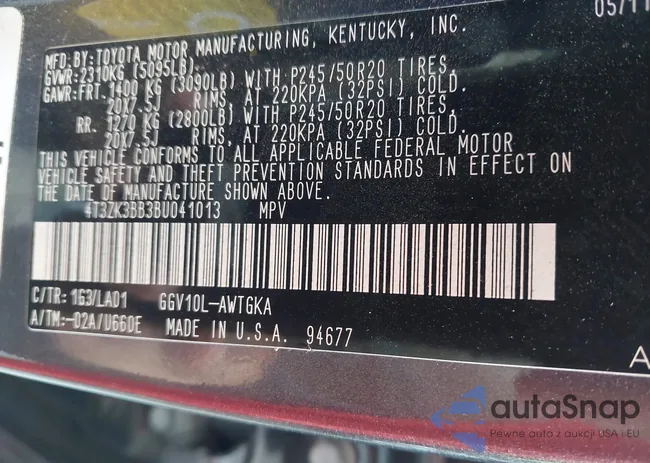 05/11
MFD.BY:TOYOTA MOTOR MANUFACTURING, KENTUCKY, INC.
GVWR:2310KG (5095LB)
GAWR:FRT. 1400 KG (3090LB) WITH P245/50R20 TIRES,
20X7.5J RIMS, AT 220KPA (32PSI) COLD.
RR. 1270 KG (2800LB) WITH P245/50R20 TIRES,
20X7.5J RIMS, AT 220KPA (32PSI) COLD.
THIS VEHICLE CONFORMS TO ALL APPLICABLE FEDERAL MOTOR
VEHICLE SAFETY AND THEFT PREVENTION STANDARDS IN EFFECT ON
THE DATE OF MANUFACTURE SHOWN ABOVE.
4T3ZK3BB3BU041013 MPV
C/TR: 1G3/LA01 GGV10L-AWTGKA
A/TM:-02A/U660E MADE IN U.S.A. 94677
A
autaSnap
Pewne auta z aukcji USA i EU